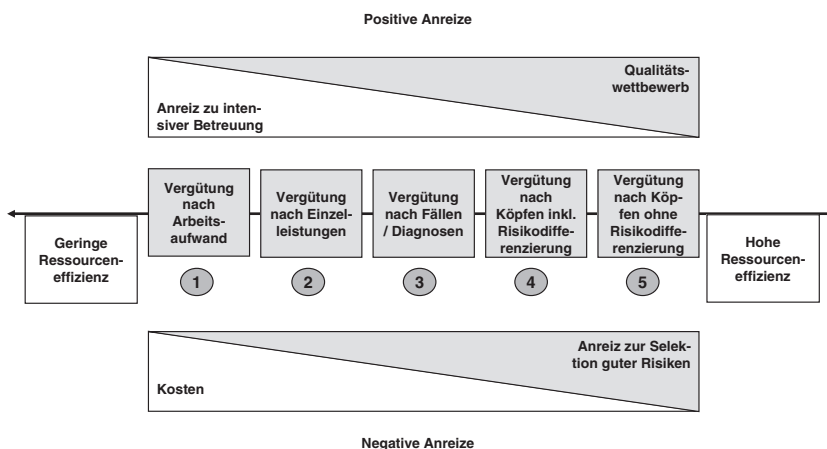 Positive Anreize
Qualitäts-
wettbewerb
Anreiz zu inten-
siver Betreuung
Vergütung
nach
Arbeits-
aufwand
Vergütung
nach Einzel-
leistungen
Vergütung
nach Fällen
/ Diagnosen
Vergütung
nach
Köpfen inkl.
Risikodiffe-
renzierung
Vergütung
nach Köp-
fen ohne
Risikodiffe-
renzierung
Geringe
Ressourcen-
effizienz
Hohe
Ressourcen-
effizienz
1
2
3
4
5
Anreiz zur Selek-
tion guter Risiken
Kosten
Negative Anreize